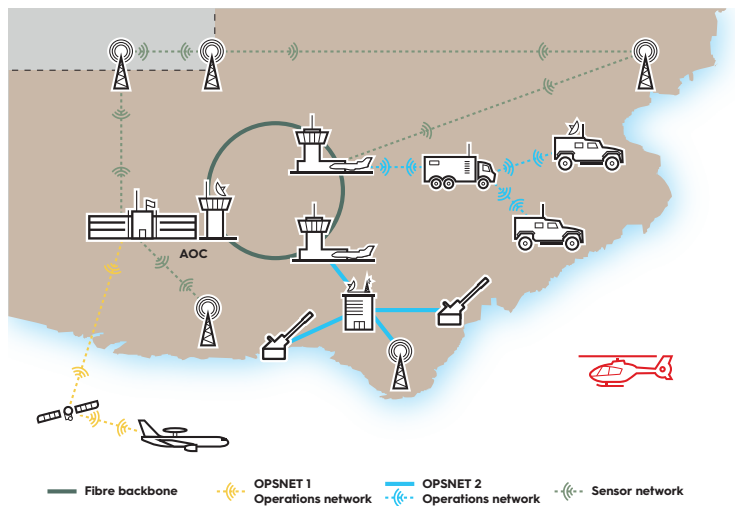 AOC
Fibre backbone
OPSNET 1
Operations network
OPSNET 2
Operations network
Sensor network